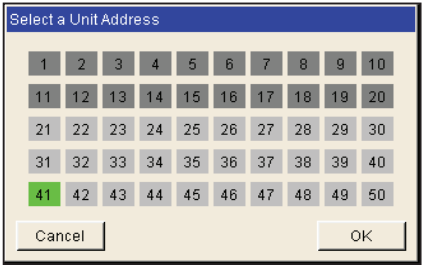 Select a Unit Address
1 2 3 4 5 6 7 8 9 10
11 12 13 14 15 16 17 18 19 20
21 22 23 24 25 26 27 28 29 30
31 32 33 34 35 36 37 38 39 40
41 42 43 44 45 46 47 48 49 50
Cancel OK